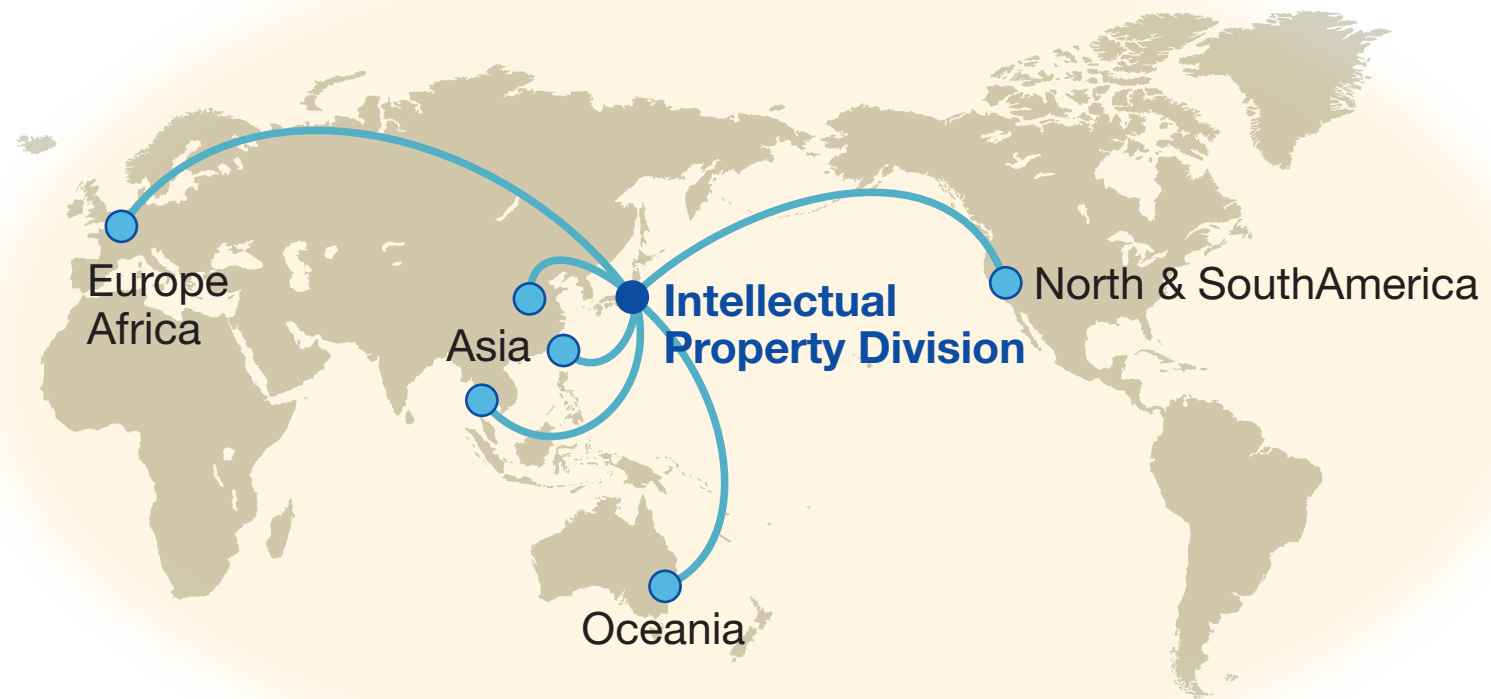 Europe
Africa
Asia
Intellectual
Property Division
North & SouthAmerica
Oceania